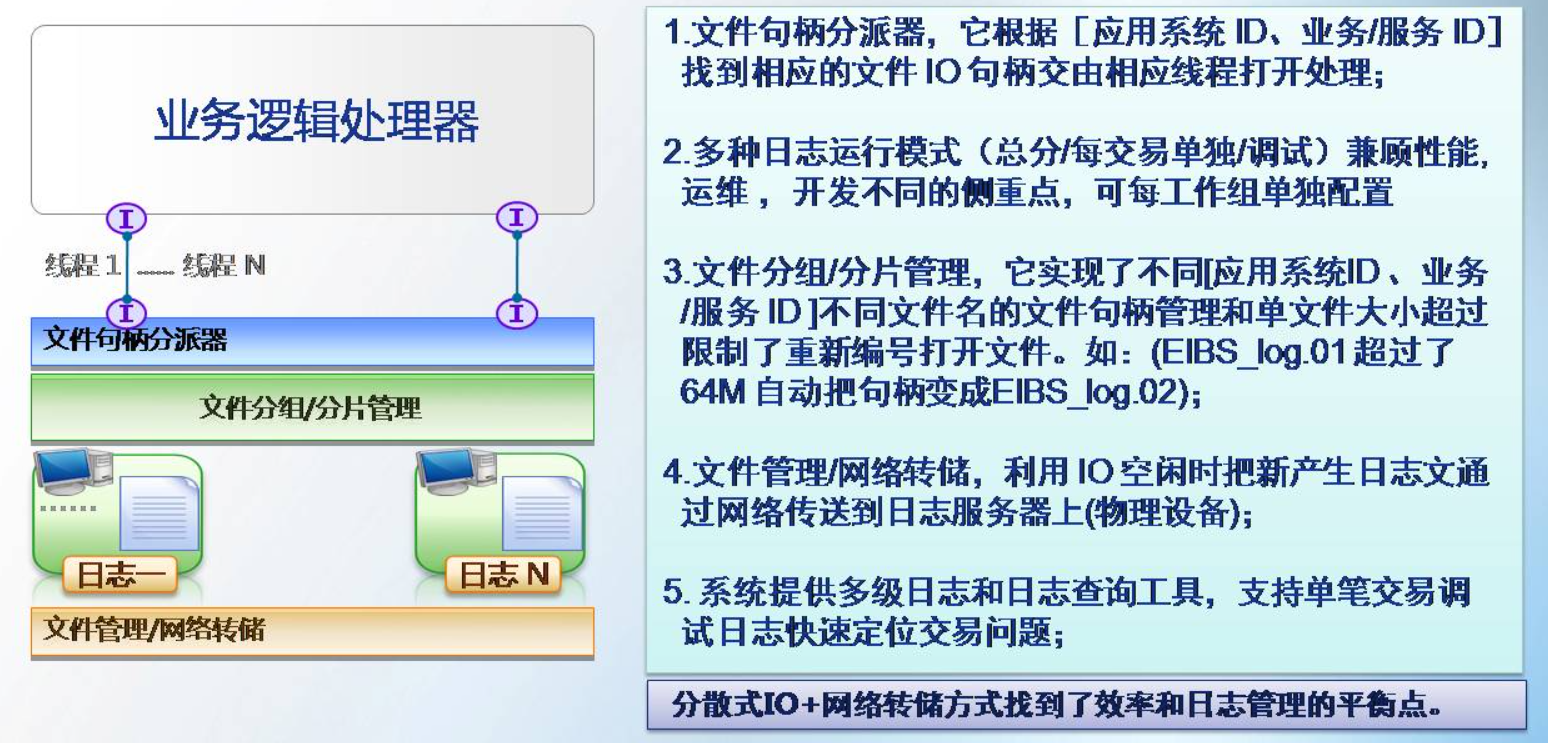 业务逻辑处理器
I
I
线程 1 ...... 线程 N
I
I
文件句柄分派器
文件分组/分片管理
......
日志一
日志 N
文件管理/网络转储
1.文件句柄分派器，它根据［应用系统 ID、业务/服务 ID］
找到相应的文件 IO 句柄交由相应线程打开处理；
2.多种日志运行模式（总分/每交易单独/调试）兼顾性能,
运维 ，开发不同的侧重点，可每工作组单独配置
3.文件分组/分片管理，它实现了不同[应用系统ID 、业务
/服务 ID ]不同文件名的文件句柄管理和单文件大小超过
限制了重新编号打开文件。如：(EIBS_log.01 超过了
64M 自动把句柄变成EIBS_log.02)；
4.文件管理/网络转储，利用 IO 空闲时把新产生日志文通
过网络传送到日志服务器上(物理设备)；
5. 系统提供多级日志和日志查询工具，支持单笔交易调
试日志快速定位交易问题；
分散式IO+网络转储方式找到了效率和日志管理的平衡点。